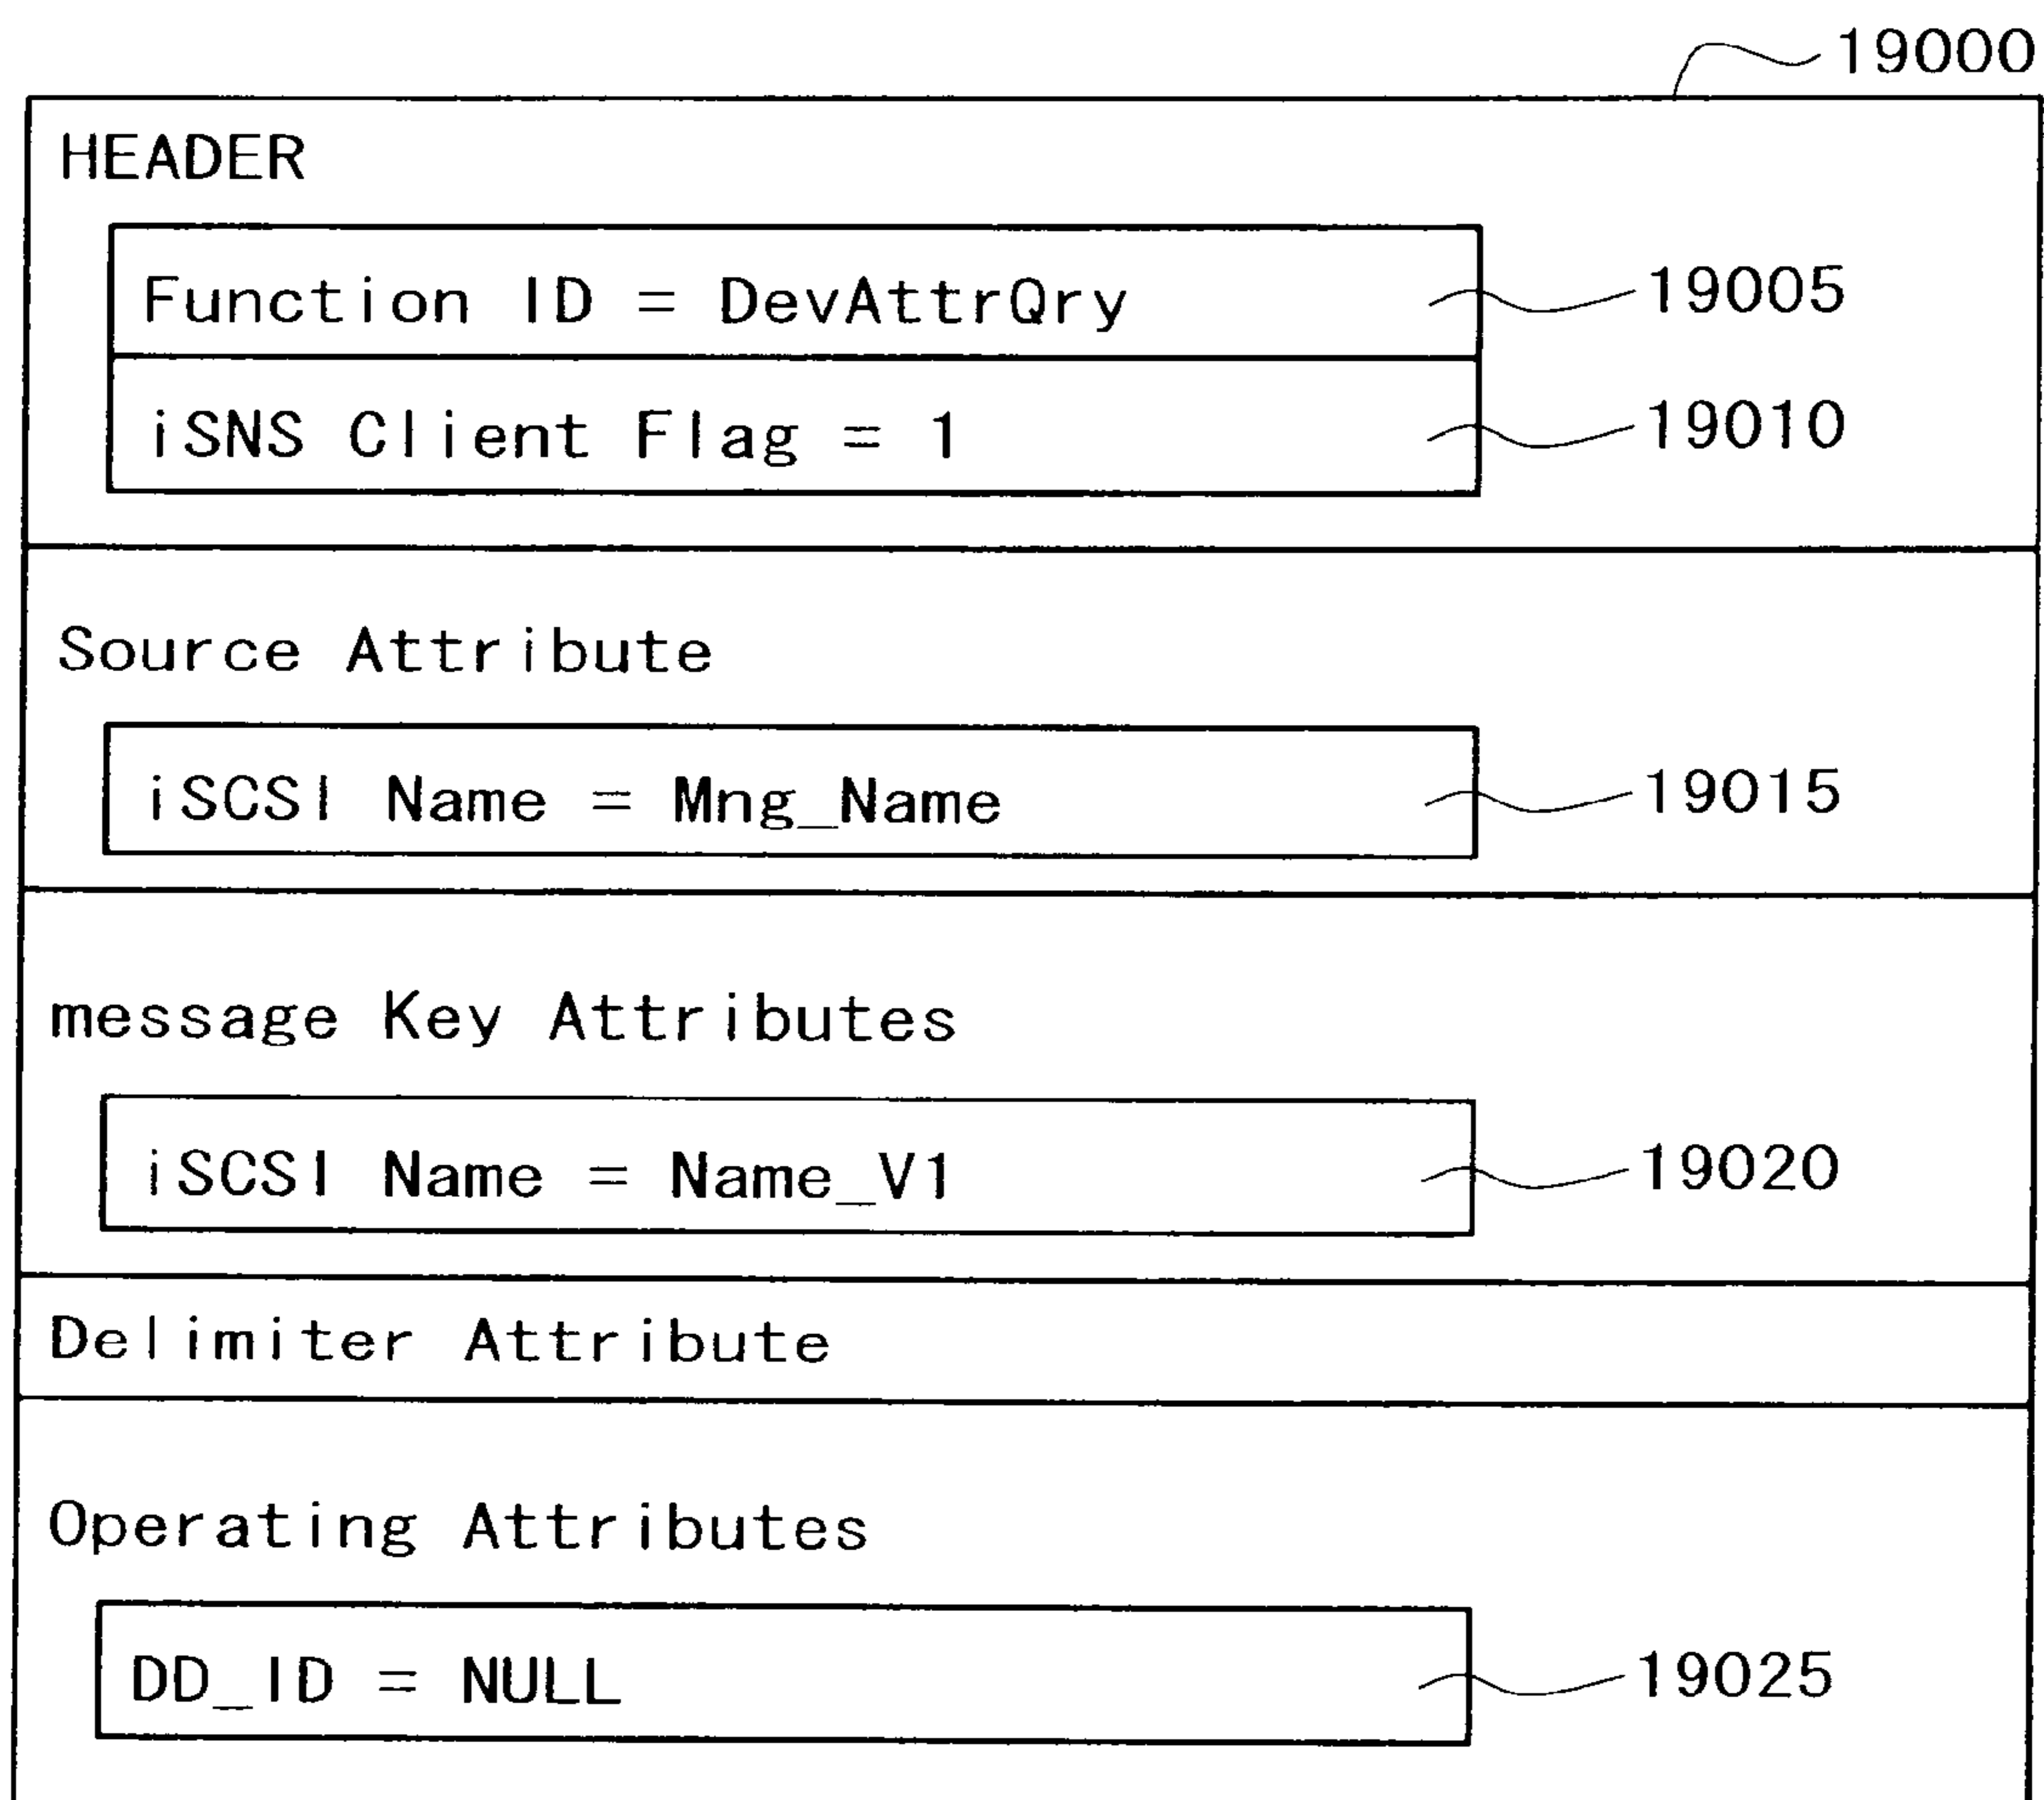 19000
HEADER
Function ID = DevAttrQry
19005
iSNS Client Flag = 1
19010
Source Attribute
iSCSI Name = Mng_Name
19015
message Key Attributes
iSCSI Name = Name_V1
19020
Delimiter Attribute
Operating Attributes
DD_ID = NULL
19025